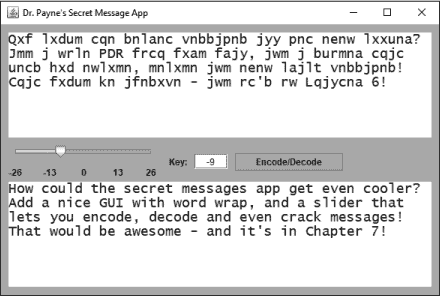 Dr. Payne's Secret Message App
Qxf lxdum cqn bnlanc vnbbjpnb jyy pnc nenw lxxuna?
Jmm j wrln PDR frcq fxam fajy, jwm j burmna cqjc
uncb hxd nwlxmn, mnlxmn jwm nenw lajlt vnbbjpnb!
Cqjc fxdum kn jfnbxvn - jwm rc'b rw Lqjycna 6!
Key: -9 Encode/Decode
-26 -13 0 13 26
How could the secret messages app get even cooler?
Add a nice GUI with word wrap, and a slider that
lets you encode, decode and even crack messages!
That would be awesome - and it's in Chapter 7!